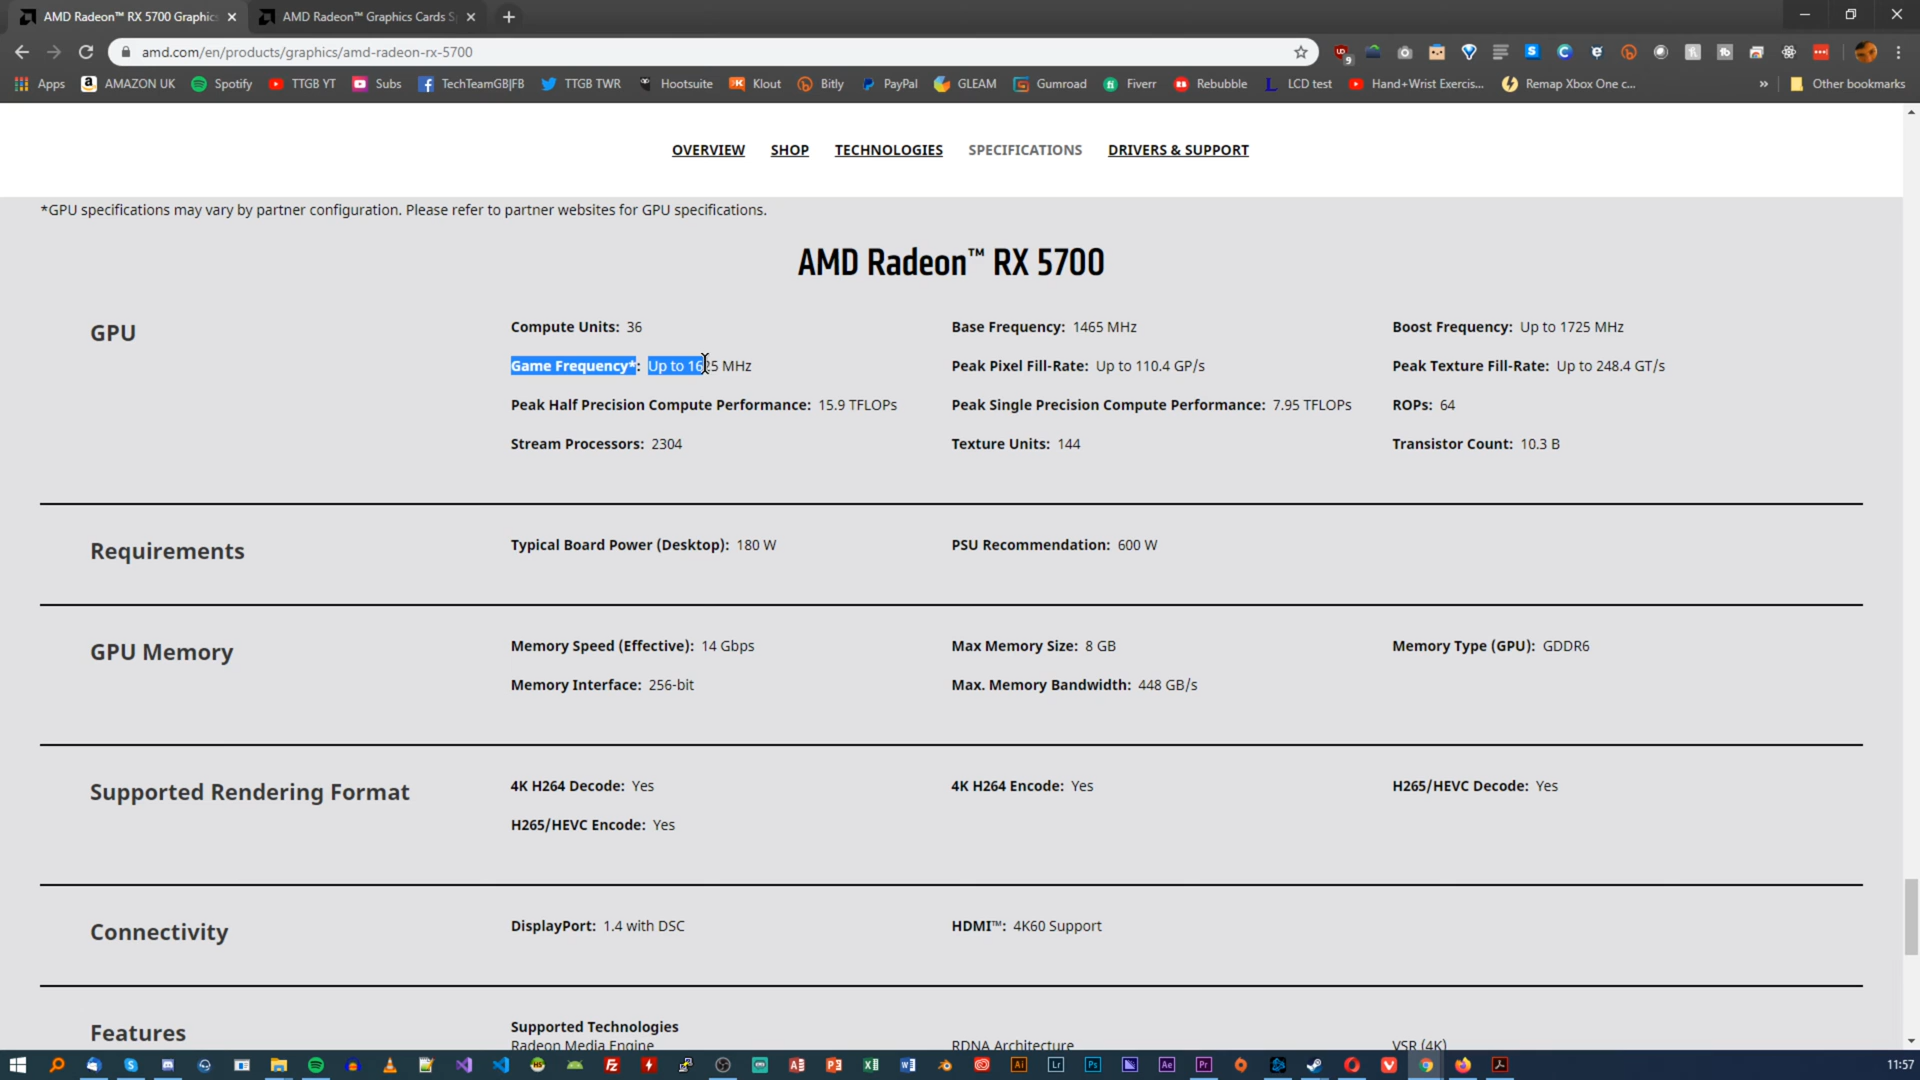 AMD Radeon™ RX 5700 Graphics
AMD Radeon™ Graphics Cards S
amd.com/en/products/graphics/amd-radeon-rx-5700
Apps AMAZON UK Spotify TTGB YT Subs TechTeamGB|FB TTGB TWR Hootsuite Klout Bitly PayPal GLEAM Gumroad Fiverr Rebubble LCD test Hand+Wrist Exercis... Remap Xbox One c... » Other bookmarks
OVERVIEW SHOP TECHNOLOGIES SPECIFICATIONS DRIVERS & SUPPORT
*GPU specifications may vary by partner configuration. Please refer to partner websites for GPU specifications.
AMD Radeon™ RX 5700
GPU
Compute Units: 36 Base Frequency: 1465 MHz Boost Frequency: Up to 1725 MHz
Game Frequency*: Up to 1625 MHz Peak Pixel Fill-Rate: Up to 110.4 GP/s Peak Texture Fill-Rate: Up to 248.4 GT/s
Peak Half Precision Compute Performance: 15.9 TFLOPs Peak Single Precision Compute Performance: 7.95 TFLOPs ROPs: 64
Stream Processors: 2304 Texture Units: 144 Transistor Count: 10.3 B
Requirements
Typical Board Power (Desktop): 180 W PSU Recommendation: 600 W
GPU Memory
Memory Speed (Effective): 14 Gbps Max Memory Size: 8 GB Memory Type (GPU): GDDR6
Memory Interface: 256-bit Max. Memory Bandwidth: 448 GB/s
Supported Rendering Format
4K H264 Decode: Yes 4K H264 Encode: Yes H265/HEVC Decode: Yes
H265/HEVC Encode: Yes
Connectivity
DisplayPort: 1.4 with DSC HDMI™: 4K60 Support
Features
Supported Technologies
Radeon Media Engine RDNA Architecture VSR (4K)
11:57